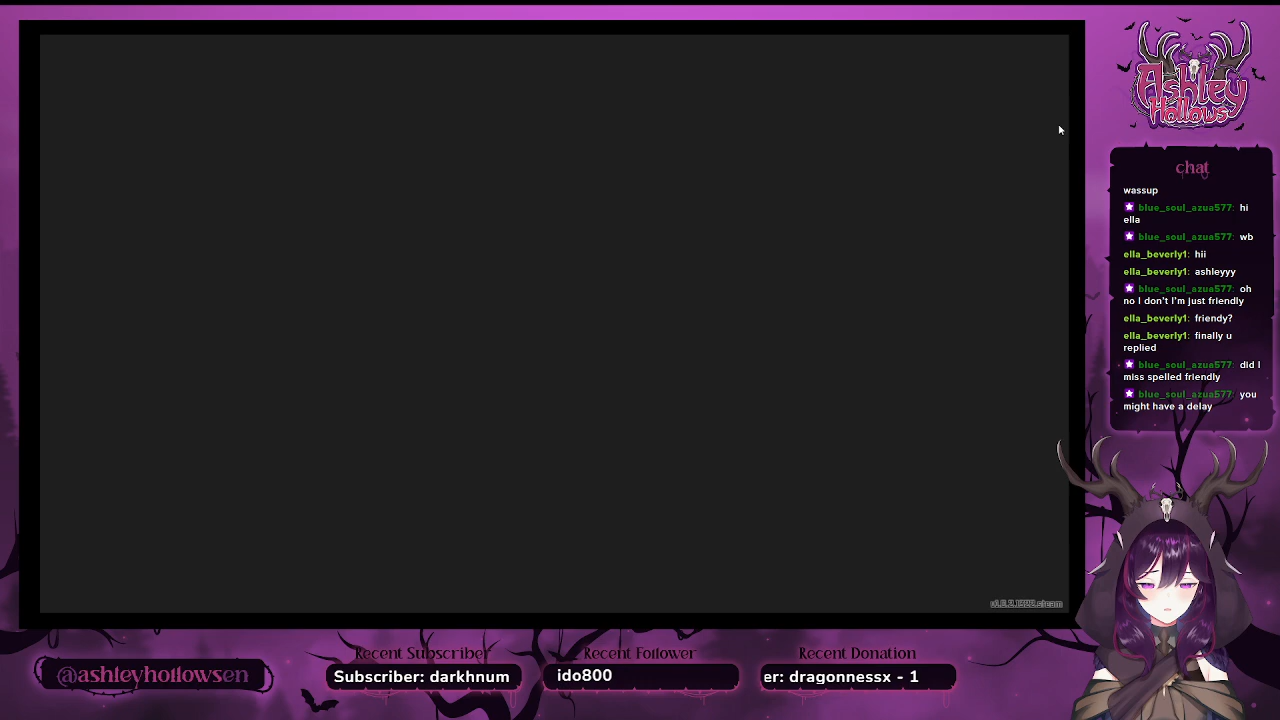 Ashley
Hollows
chat
wassup
blue_soul_azua577: hi
ella
blue_soul_azua577: wb
ella_beverly1: hii
ella_beverly1: ashleyyy
blue_soul_azua577: oh
no I don't I'm just friendly
ella_beverly1: friendy?
ella_beverly1: finally u
replied
blue_soul_azua577: did I
miss spelled friendly
blue_soul_azua577: you
might have a delay
@ashleyhollowsen
Recent Subscriber
Subscriber: darkhnum
Recent Follower
ido800
Recent Donation
er: dragonnessx - 1